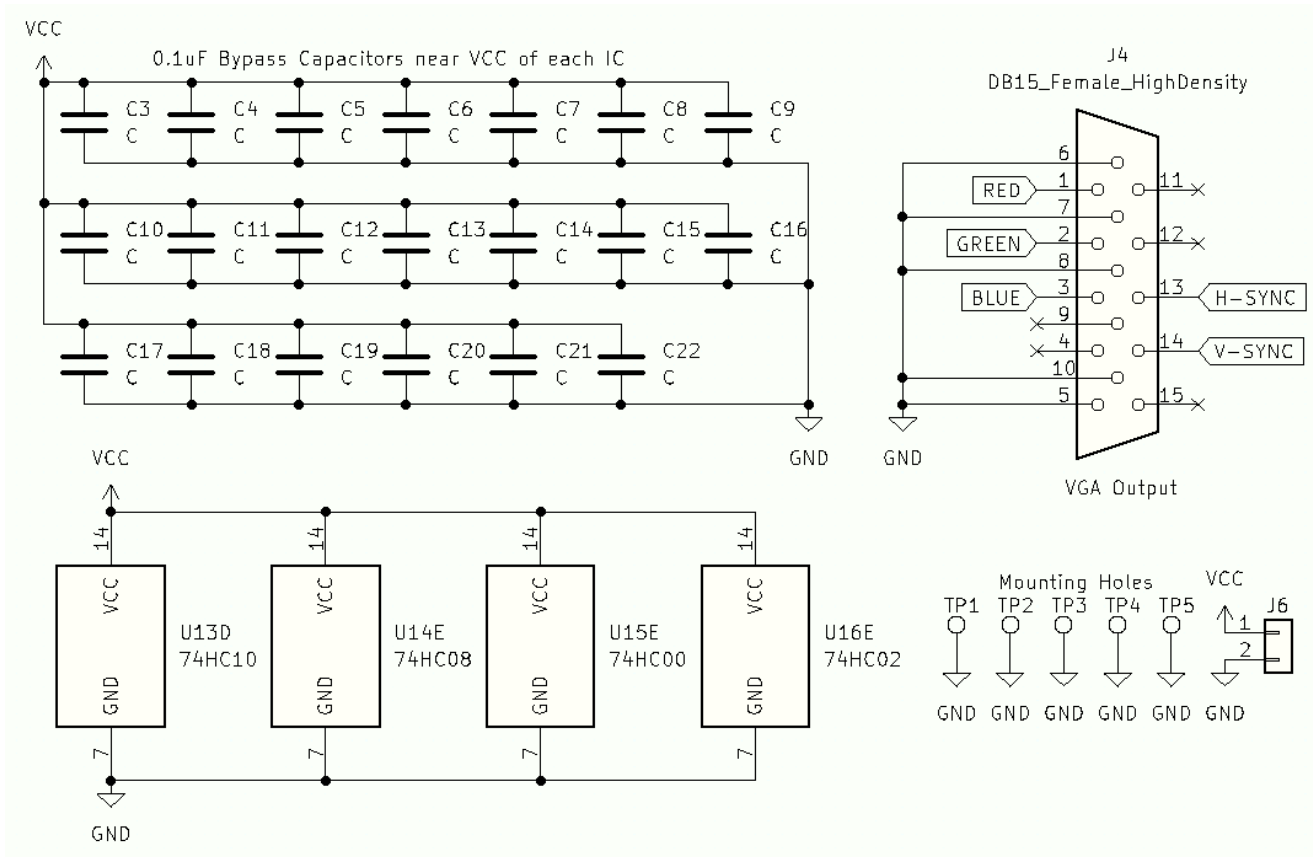 VCC
0.1uF Bypass Capacitors near VCC of each IC
C3 C4 C5 C6 C7 C8 C9
C C C C C C C
C10 C11 C12 C13 C14 C15 C16
C C C C C C C
C17 C18 C19 C20 C21 C22
C C C C C C
GND
J4
DB15_Female_HighDensity
6
RED 1 11
7
GREEN 2 12
8
BLUE 3 13 H-SYNC
9
4 14 V-SYNC
10
5 15
GND
VGA Output
VCC
14 14 14 14
VCC VCC VCC VCC
U13D U14E U15E U16E
74HC10 74HC08 74HC00 74HC02
GND GND GND GND
7 7 7 7
GND
Mounting Holes
TP1 TP2 TP3 TP4 TP5
GND GND GND GND GND
VCC
J6
1
2
GND